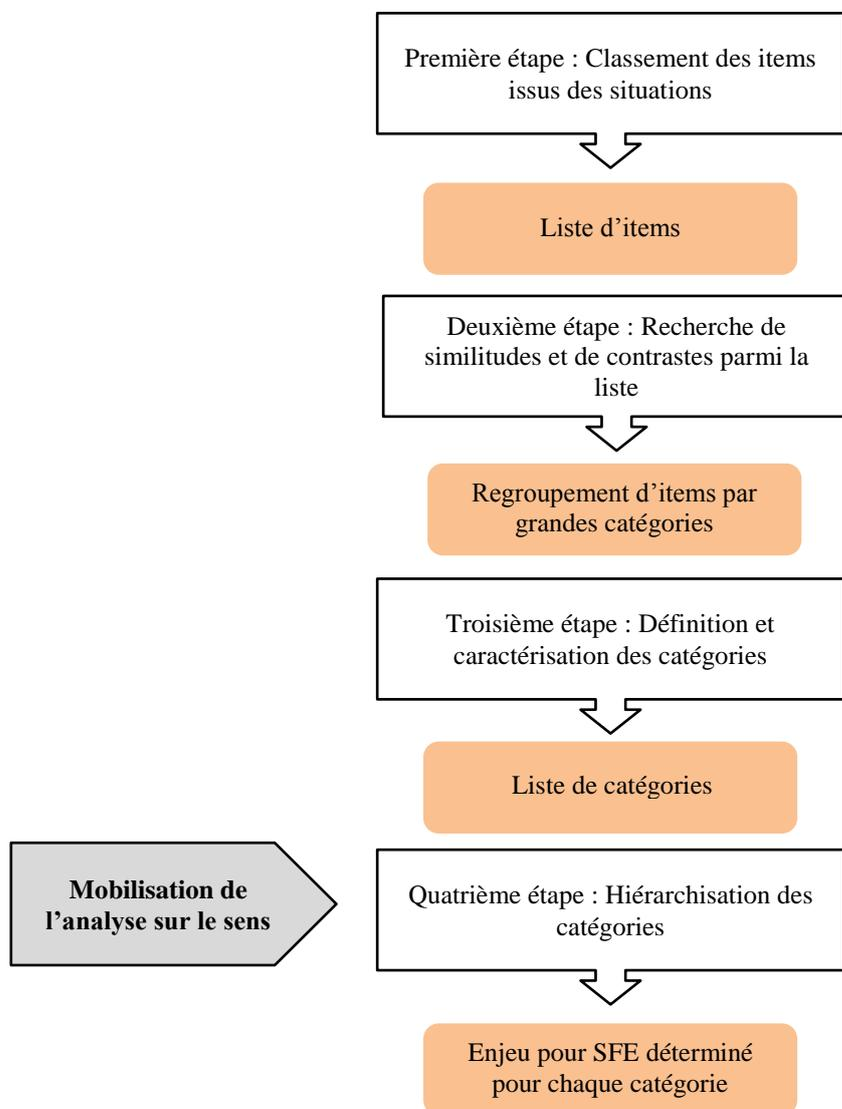 Première étape : Classement des items
issus des situations
Liste d’items
Deuxième étape : Recherche de
similitudes et de contrastes parmi la
liste
Regroupement d’items par
grandes catégories
Troisième étape : Définition et
caractérisation des catégories
Liste de catégories
Mobilisation de
l’analyse sur le sens
Quatrième étape : Hiérarchisation des
catégories
Enjeu pour SFE déterminé
pour chaque catégorie